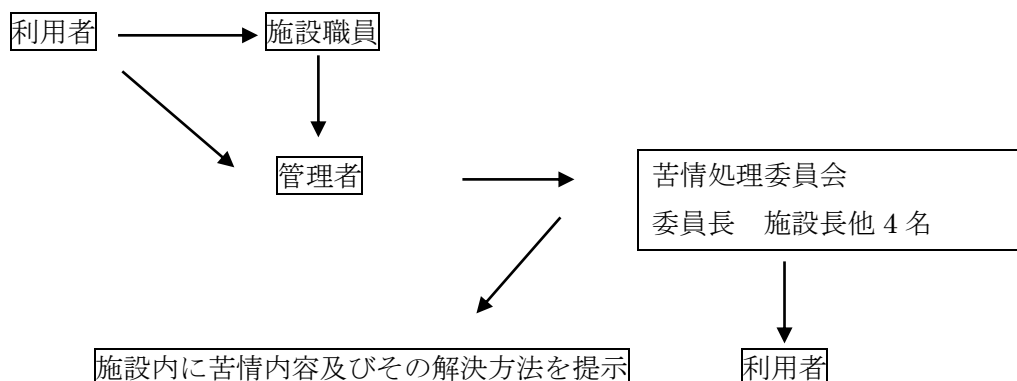 利用者
施設職員
管理者
苦情処理委員会
委員長　施設長他 4 名
施設内に苦情内容及びその解決方法を提示
利用者